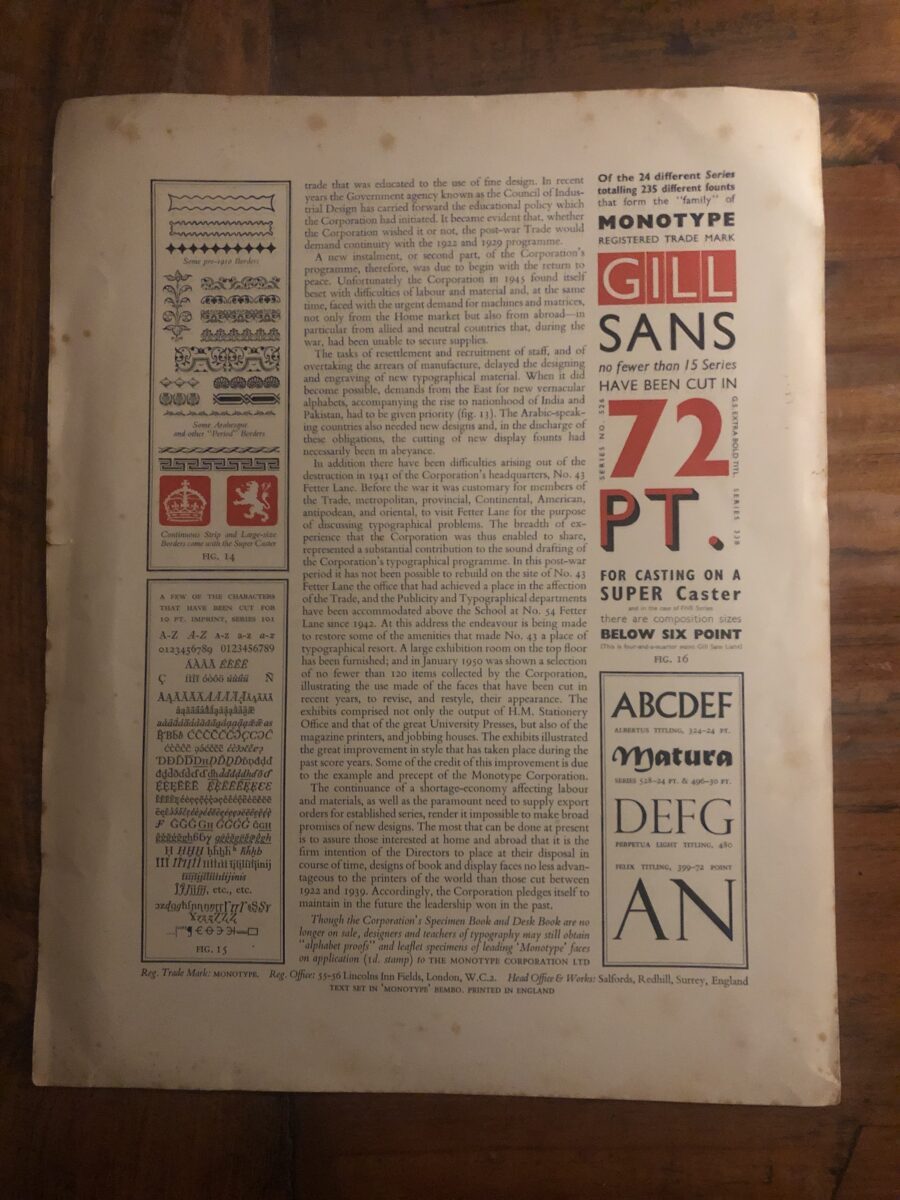 Some pre-1910 Borders
Some Arabesque
and other "Period" Borders
Continuous Strip and Large-size
Borders came with the Super Caster
FIG. 14
A FEW OF THE CHARACTERS
THAT HAVE BEEN CUT FOR
10 PT. IMPRINT, SERIES 101
A-Z A-Z A-Z a-z a-z
0123456789 0123456789
etc., etc.
FIG. 15
trade that was educated to the use of fine design. In recent
years the Government agency known as the Council of Indus-
trial Design has carried forward the educational policy which
the Corporation had initiated. It became evident that, whether
the Corporation wished it or not, the post-war Trade would
demand continuity with the 1922 and 1929 programme.
A new instalment, or second part, of the Corporation's
programme, therefore, was due to begin with the return to
peace. Unfortunately the Corporation in 1945 found itself
beset with difficulties of labour and material and, at the same
time, faced with the urgent demand for machines and matrices,
not only from the Home market but also from abroad—in
particular from allied and neutral countries that, during the
war, had been unable to secure supplies.
The tasks of resettlement and recruitment of staff, and of
overtaking the arrears of manufacture, delayed the designing
and engraving of new typographical material. When it did
become possible, demands from the East for new vernacular
alphabets, accompanying the rise to nationhood of India and
Pakistan, had to be given priority (fig. 13). The Arabic-speak-
ing countries also needed new designs and, in the discharge of
these obligations, the cutting of new display founts had
necessarily been in abeyance.
In addition there have been difficulties arising out of the
destruction in 1941 of the Corporation's headquarters, No. 43
Fetter Lane. Before the war it was customary for members of
the Trade, metropolitan, provincial, Continental, American,
antipodean, and oriental, to visit Fetter Lane for the purpose
of discussing typographical problems. The breadth of ex-
perience that the Corporation was thus enabled to share,
represented a substantial contribution to the sound drafting of
the Corporation's typographical programme. In this post-war
period it has not been possible to rebuild on the site of No. 43
Fetter Lane the office that had achieved a place in the affection
of the Trade, and the Publicity and Typographical departments
have been accommodated above the School at No. 54 Fetter
Lane since 1942. At this address the endeavour is being made
to restore some of the amenities that made No. 43 a place of
typographical resort. A large exhibition room on the top floor
has been furnished; and in January 1950 was shown a selection
of no fewer than 120 items collected by the Corporation,
illustrating the use made of the faces that have been cut in
recent years, to revise, and restyle, their appearance. The
exhibits comprised not only the output of H.M. Stationery
Office and that of the great University Presses, but also of the
magazine printers, and jobbing houses. The exhibits illustrated
the great improvement in style that has taken place during the
past score years. Some of the credit of this improvement is due
to the example and precept of the Monotype Corporation.
The continuance of a shortage-economy affecting labour
and materials, as well as the paramount need to supply export
orders for established series, render it impossible to make broad
promises of new designs. The most that can be done at present
is to assure those interested at home and abroad that it is the
firm intention of the Directors to place at their disposal in
course of time, designs of book and display faces no less advan-
tageous to the printers of the world than those cut between
1922 and 1939. Accordingly, the Corporation pledges itself to
maintain in the future the leadership won in the past.
Though the Corporation's Specimen Book and Desk Book are no
longer on sale, designers and teachers of typography may still obtain
"alphabet proofs" and leaflet specimens of leading 'Monotype' faces
on application (1d. stamp) to THE MONOTYPE CORPORATION LTD
Of the 24 different Series
totalling 235 different founts
that form the "family" of
MONOTYPE
REGISTERED TRADE MARK
GILL
SANS
no fewer than 15 Series
HAVE BEEN CUT IN
SERIES NO. 526
72
G.S. EXTRA BOLD TITL. SERIES 338
PT.
FOR CASTING ON A
SUPER Caster
and in the case of Series
there are composition sizes
BELOW SIX POINT
(This is four-and-a-quarter point Gill Sans Light)
FIG. 16
ABCDEF
ALBERTUS TITLING, 324–24 PT.
Matura
SERIES 528–24 PT. & 496–30 PT.
DEFG
PERPETUA LIGHT TITLING, 480
FELIX TITLING, 399–72 POINT
AN
Reg. Trade Mark: MONOTYPE. Reg. Office: 55-56 Lincolns Inn Fields, London, W.C.2. Head Office & Works: Salfords, Redhill, Surrey, England
TEXT SET IN 'MONOTYPE' BEMBO. PRINTED IN ENGLAND